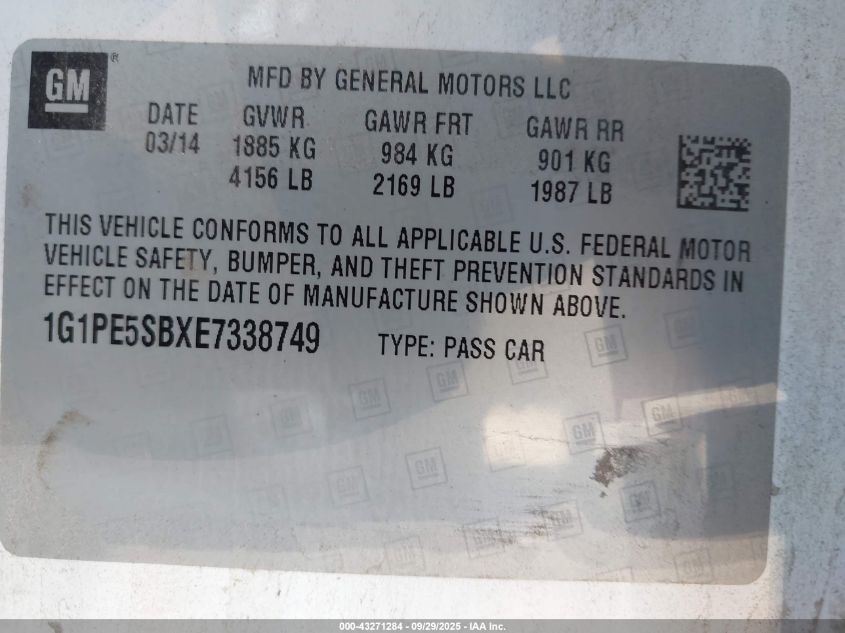 GM ®
MFD BY GENERAL MOTORS LLC
DATE GVWR GAWR FRT GAWR RR
03/14 1885 KG 984 KG 901 KG
4156 LB 2169 LB 1987 LB
THIS VEHICLE CONFORMS TO ALL APPLICABLE U.S. FEDERAL MOTOR
VEHICLE SAFETY, BUMPER, AND THEFT PREVENTION STANDARDS IN
EFFECT ON THE DATE OF MANUFACTURE SHOWN ABOVE.
1G1PE5SBXE7338749 TYPE: PASS CAR
000-43271284 - 09/29/2025 - IAA Inc.